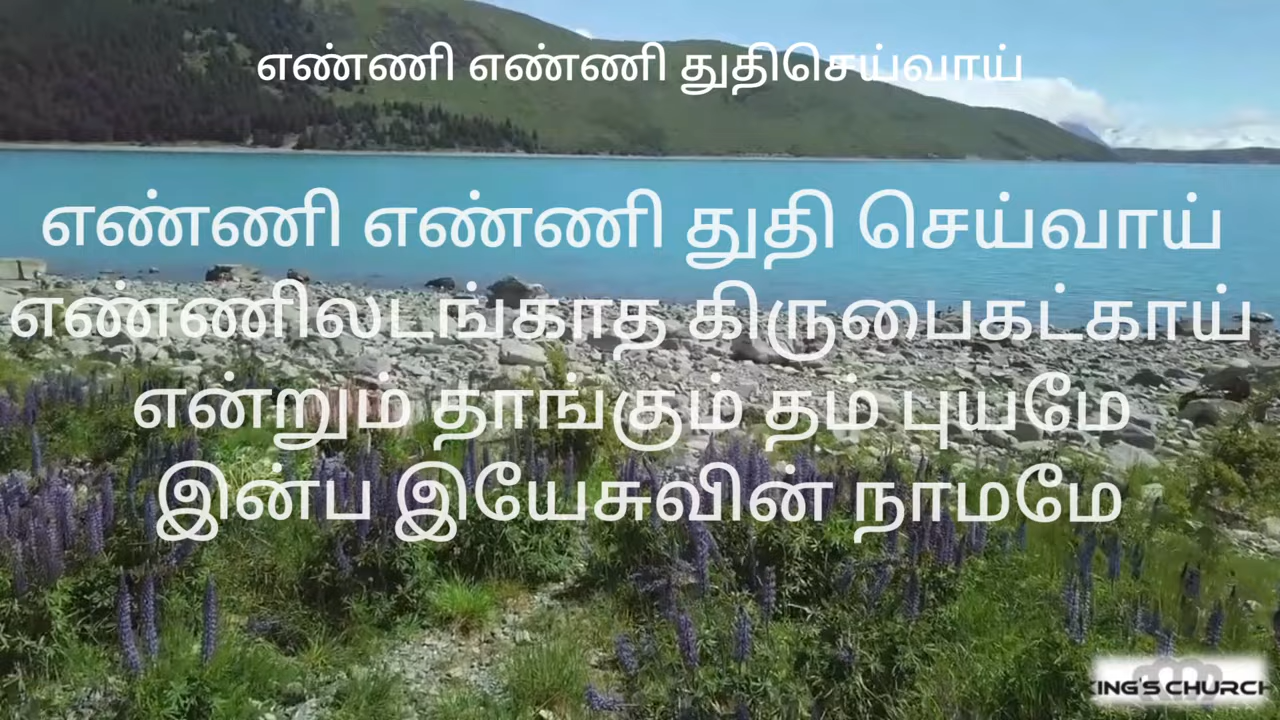 எண்ணி எண்ணி துதிசெய்வாய்
எண்ணி எண்ணி துதி செய்வாய்
எண்ணிலடங்காத கிருபைகட்காய்
என்றும் தாங்கும் தம் புயமே
இன்ப இயேசுவின் நாமமே
KING'S CHURCH